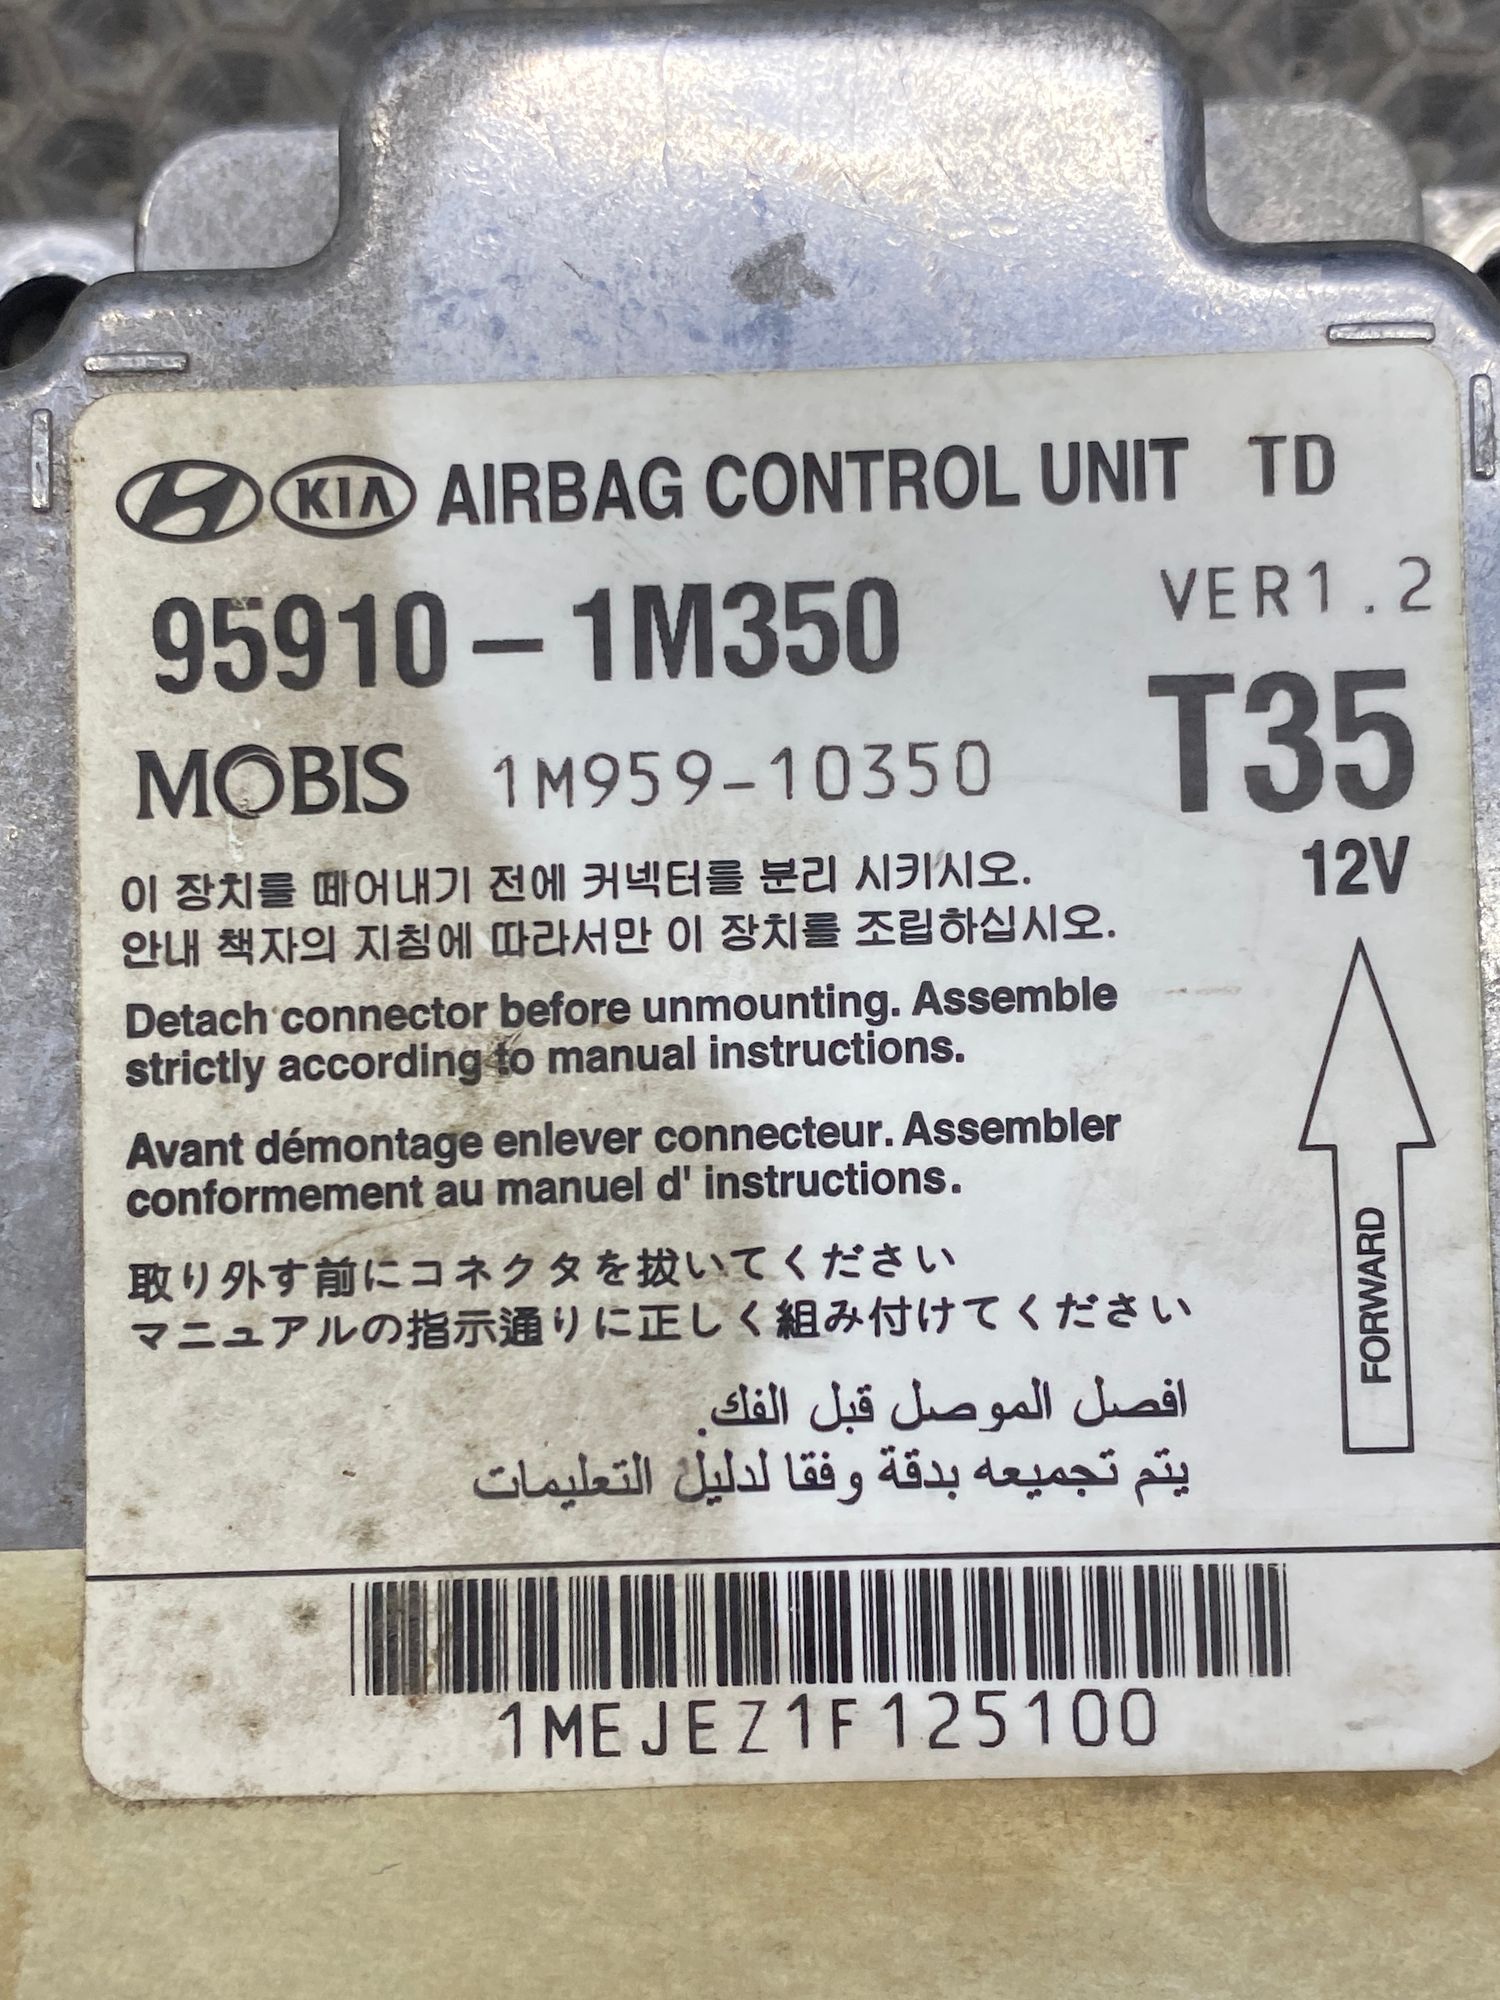 KIA AIRBAG CONTROL UNIT TD
95910-1M350
VER1.2
MOBIS 1M959-10350
T35
12V
이 장치를 떼어내기 전에 커넥터를 분리 시키시오.
안내 책자의 지침에 따라서만 이 장치를 조립하십시오.
Detach connector before unmounting. Assemble
strictly according to manual instructions.
Avant démontage enlever connecteur. Assembler
conformement au manuel d' instructions.
取り外す前にコネクタを抜いてください
マニュアルの指示通りに正しく組み付けてください
افصل الموصل قبل الفك.
يتم تجميعه بدقة وفقا لدليل التعليمات
FORWARD
1MEJEZ1F125100